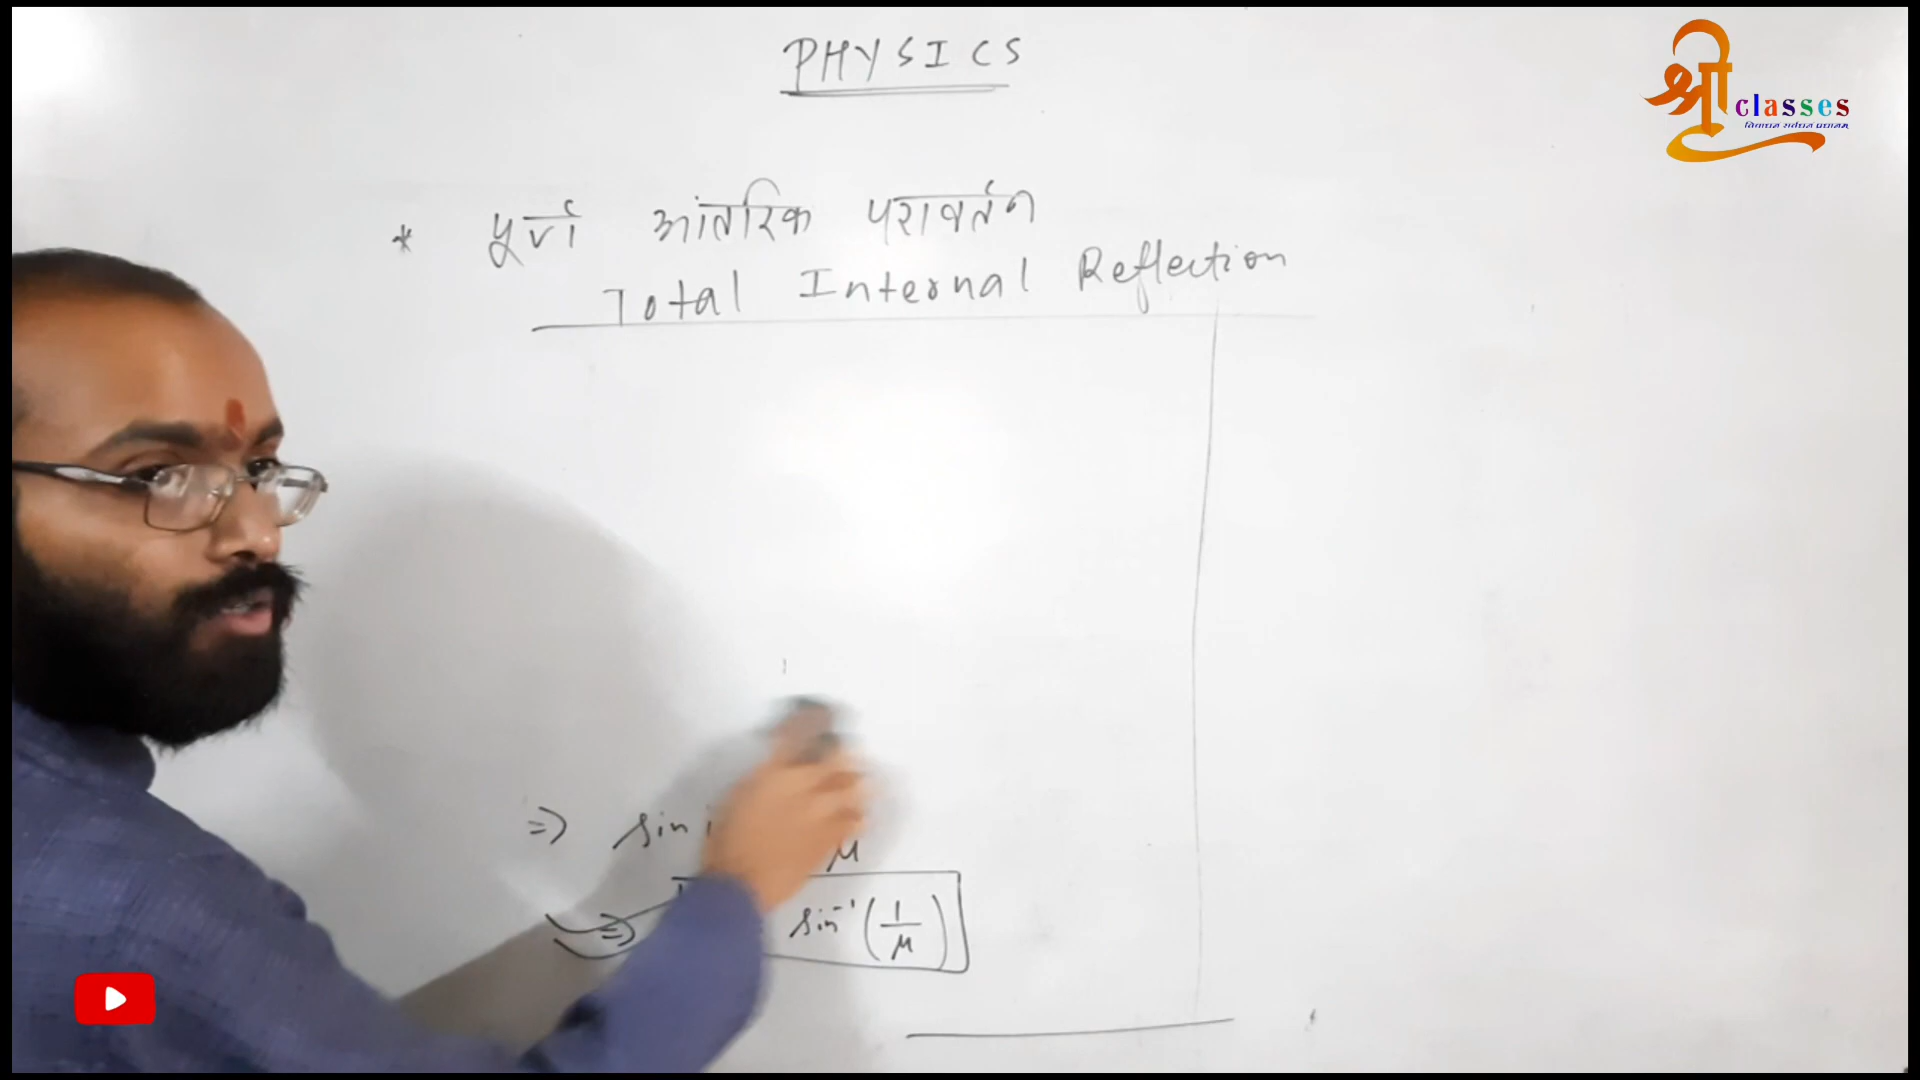 PHYSICS
श्री classes
* पूर्ण आंतरिक परावर्तन
Total Internal Reflection
=> sin i
μ
=> sin⁻¹(1/μ)